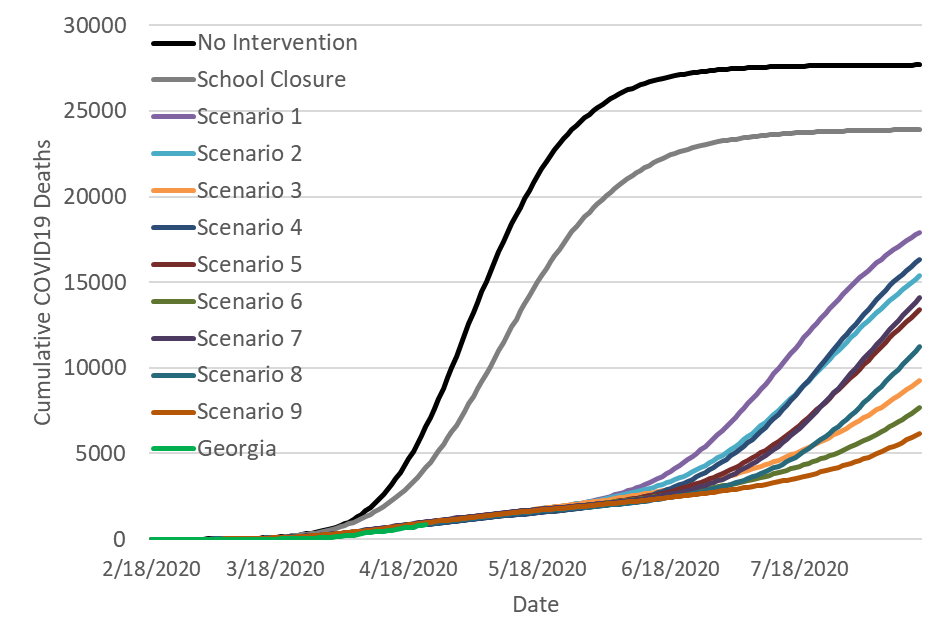 30000
25000
20000
15000
10000
5000
0
Cumulative COVID19 Deaths
No Intervention
School Closure
Scenario 1
Scenario 2
Scenario 3
Scenario 4
Scenario 5
Scenario 6
Scenario 7
Scenario 8
Scenario 9
Georgia
2/18/2020 3/18/2020 4/18/2020 5/18/2020 6/18/2020 7/18/2020
Date